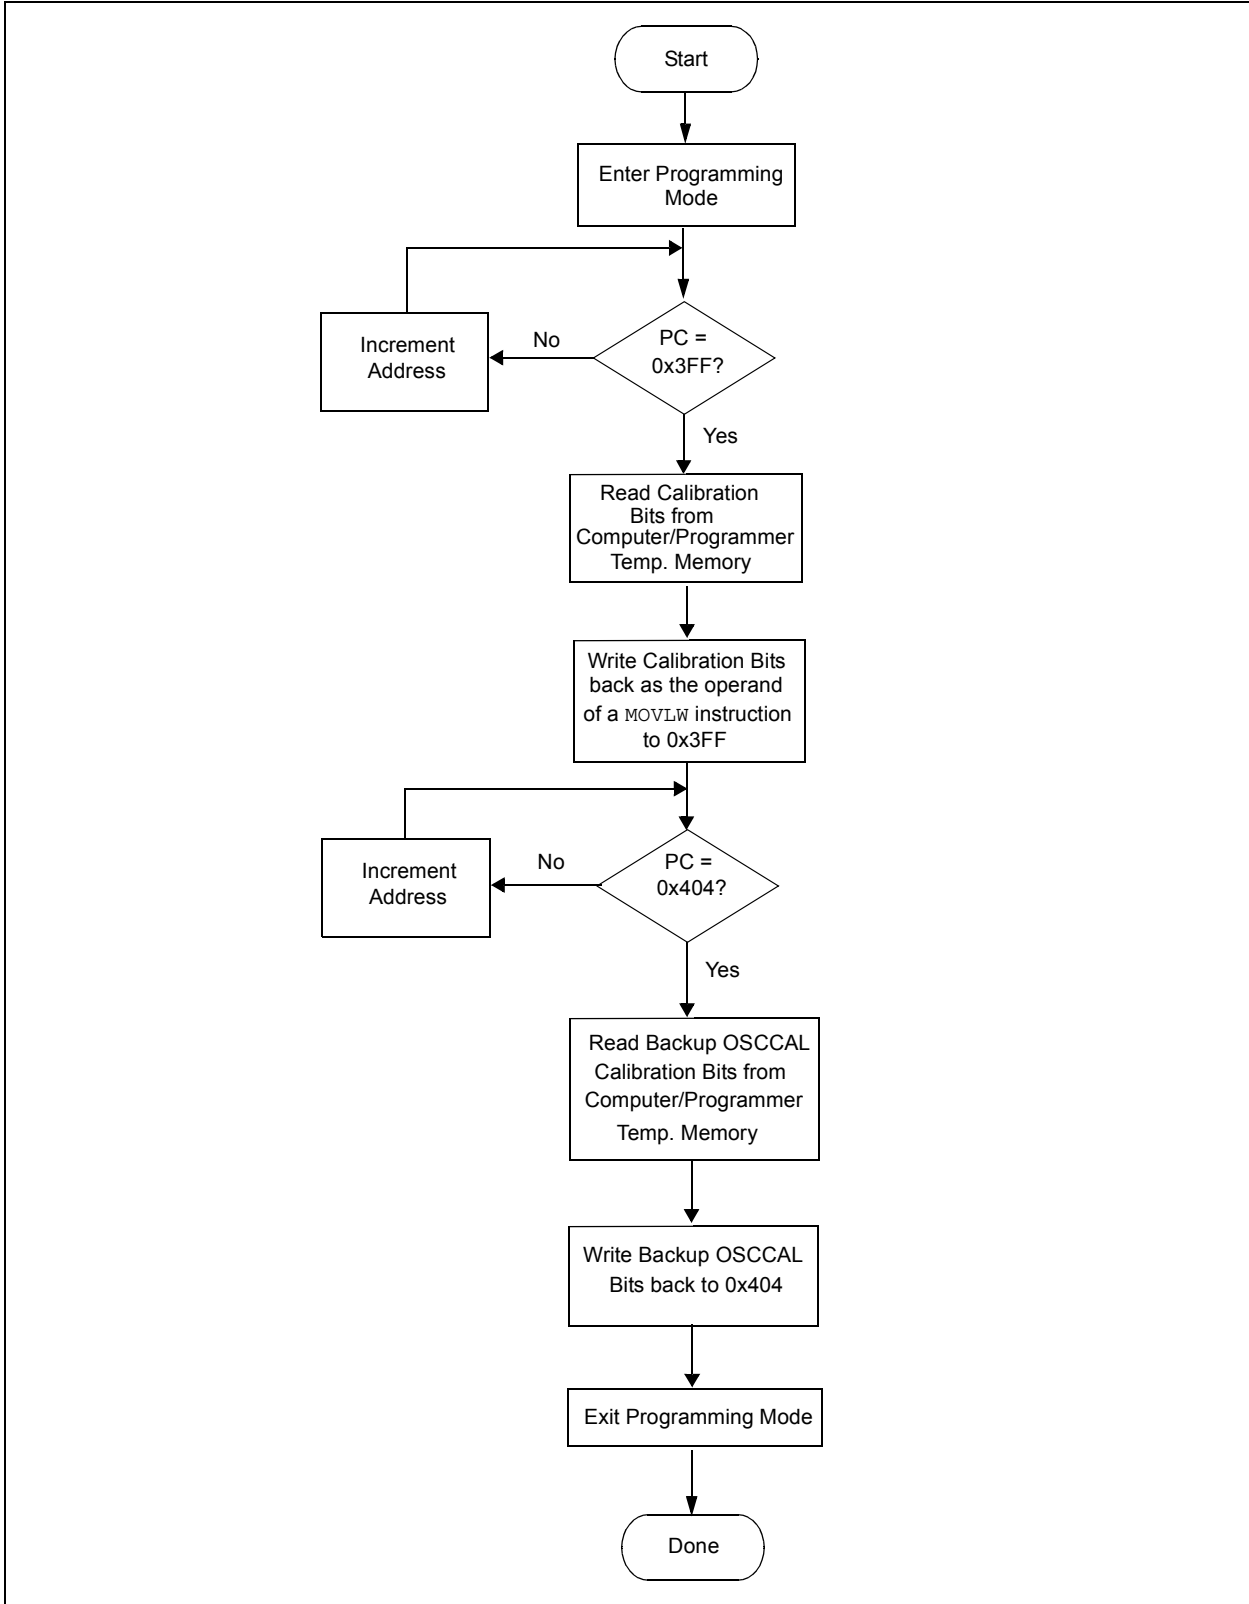 Start
Enter Programming
Mode
PC =
0x3FF?
No
Increment
Address
Yes
Read Calibration
Bits from
Computer/Programmer
Temp. Memory
Write Calibration Bits
back as the operand
of a MOVLW instruction
to 0x3FF
PC =
0x404?
No
Increment
Address
Yes
Read Backup OSCCAL
Calibration Bits from
Computer/Programmer
Temp. Memory
Write Backup OSCCAL
Bits back to 0x404
Exit Programming Mode
Done